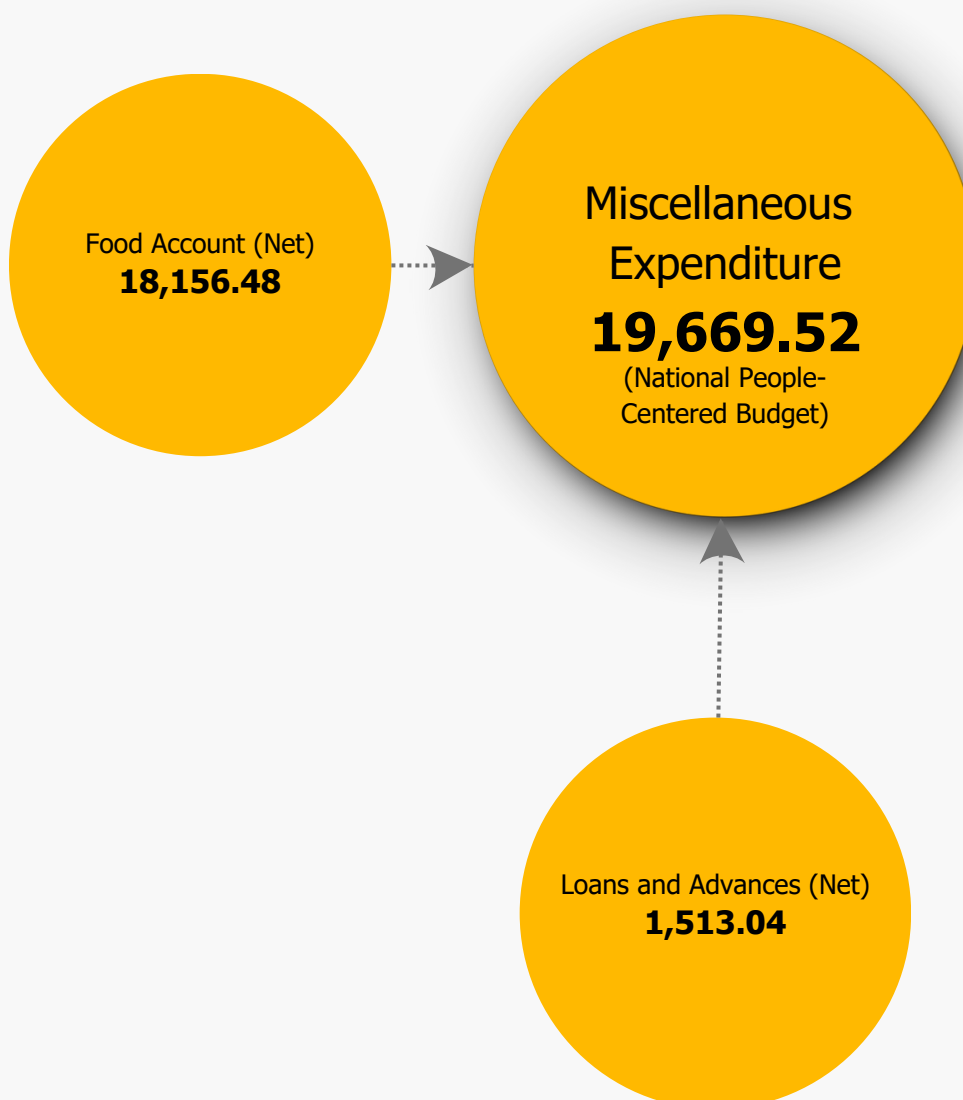 Food Account (Net)
18,156.48
Miscellaneous
Expenditure
19,669.52
(National People-
Centered Budget)
Loans and Advances (Net)
1,513.04